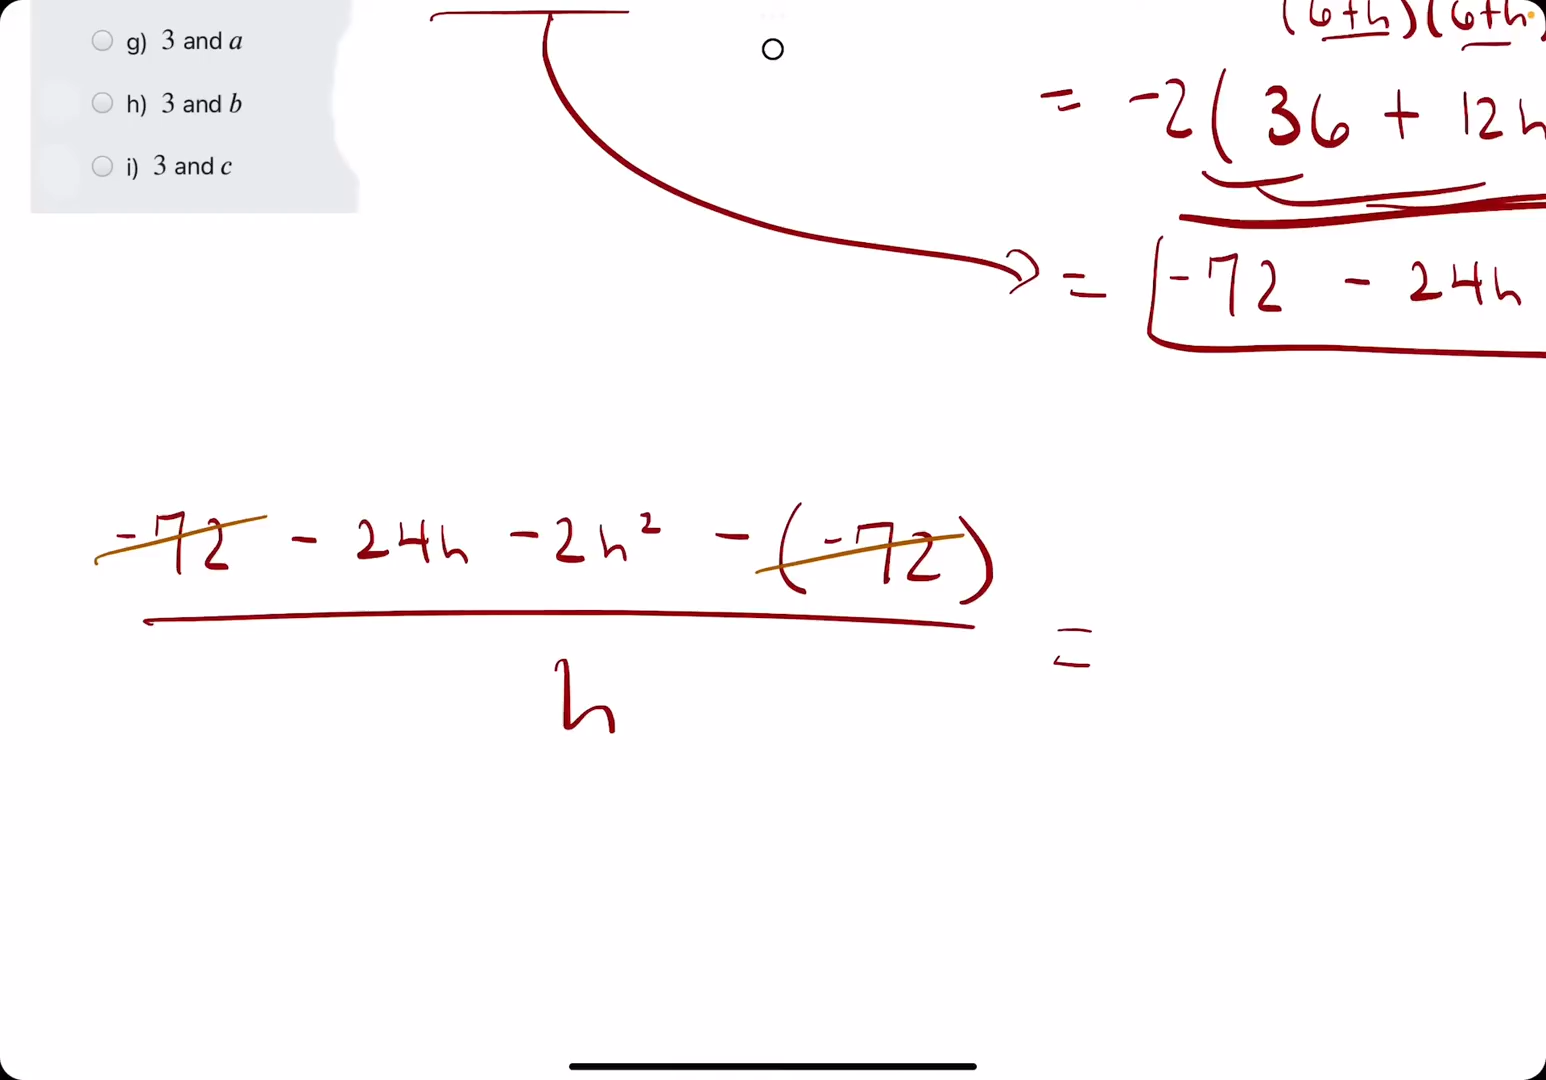 g) 3 and a
h) 3 and b
i) 3 and c
(6+h)(6+h)
= -2( 36 + 12h
= -72 - 24h
-72 - 24h - 2h² - (-72)
h
=